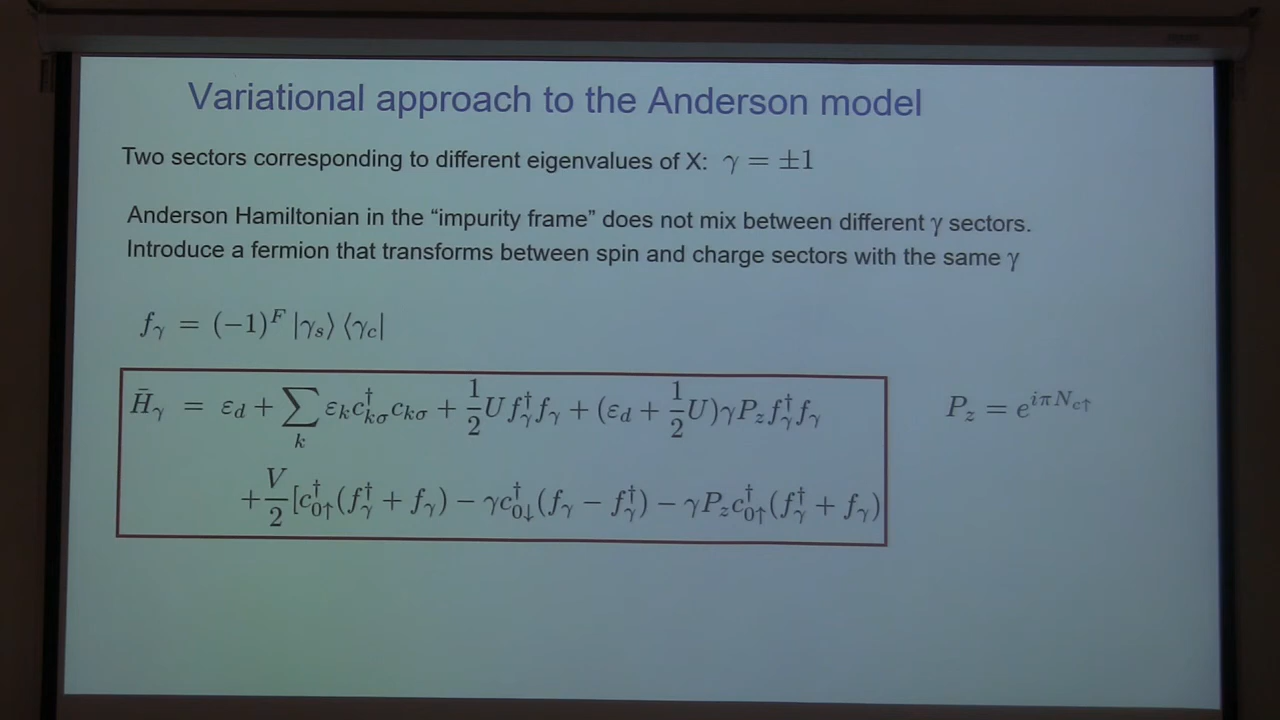 Variational approach to the Anderson model
Two sectors corresponding to different eigenvalues of X: γ = ±1
Anderson Hamiltonian in the “impurity frame” does not mix between different γ sectors.
Introduce a fermion that transforms between spin and charge sectors with the same γ
f_γ = (−1)^F |γ_s⟩ ⟨γ_c|
H̄_γ = ε_d + ∑_k ε_k c†_{kσ} c_{kσ} + 1/2 U f†_γ f_γ + (ε_d + 1/2 U)γP_z f†_γ f_γ
P_z = e^{iπN_{c↑}}
+ V/2 [c†_{0↑}(f†_γ + f_γ) − γc†_{0↓}(f_γ − f†_γ) − γP_z c†_{0↑}(f†_γ + f_γ)